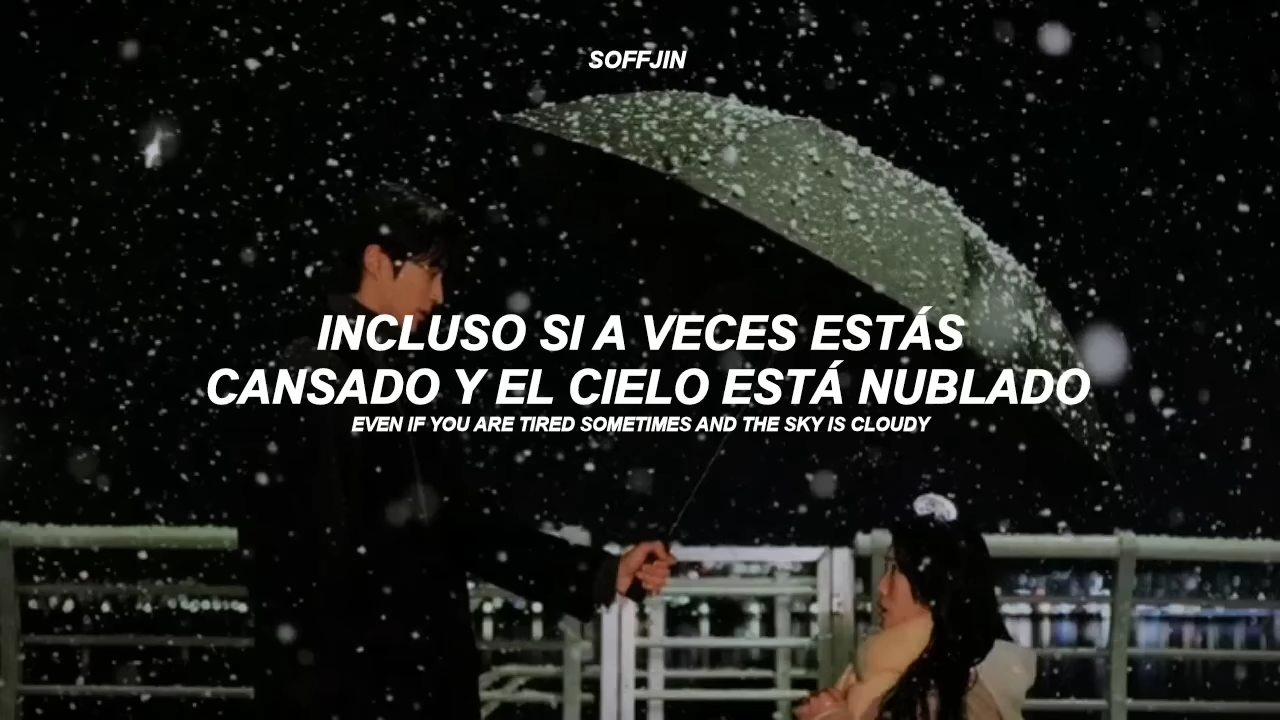 SOFFJIN
INCLUSO SI A VECES ESTÁS
CANSADO Y EL CIELO ESTÁ NUBLADO
EVEN IF YOU ARE TIRED SOMETIMES AND THE SKY IS CLOUDY